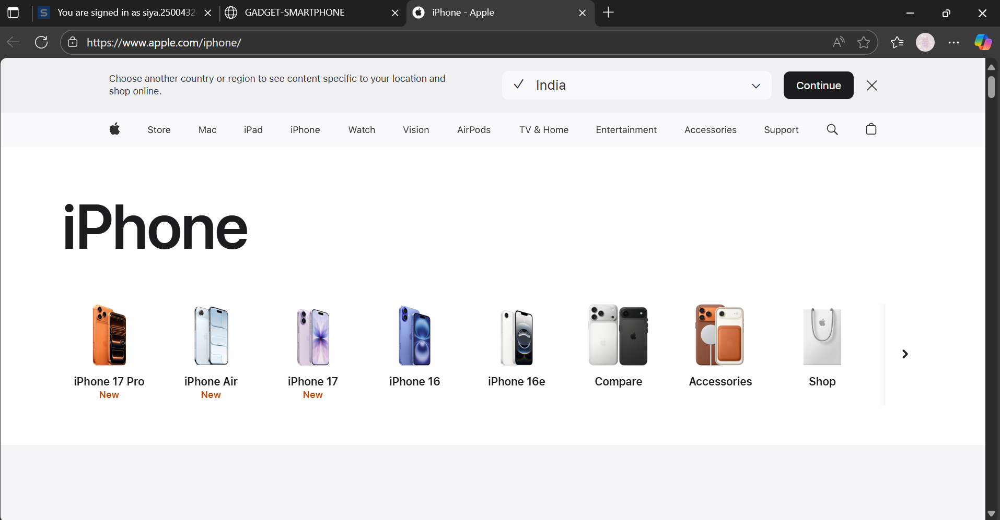 You are signed in as siya.2500432
GADGET-SMARTPHONE
iPhone - Apple
https://www.apple.com/iphone/
Choose another country or region to see content specific to your location and
shop online.
India
Continue
Store Mac iPad iPhone Watch Vision AirPods TV & Home Entertainment Accessories Support
iPhone
iPhone 17 Pro
New
iPhone Air
New
iPhone 17
New
iPhone 16
iPhone 16e
Compare
Accessories
Shop